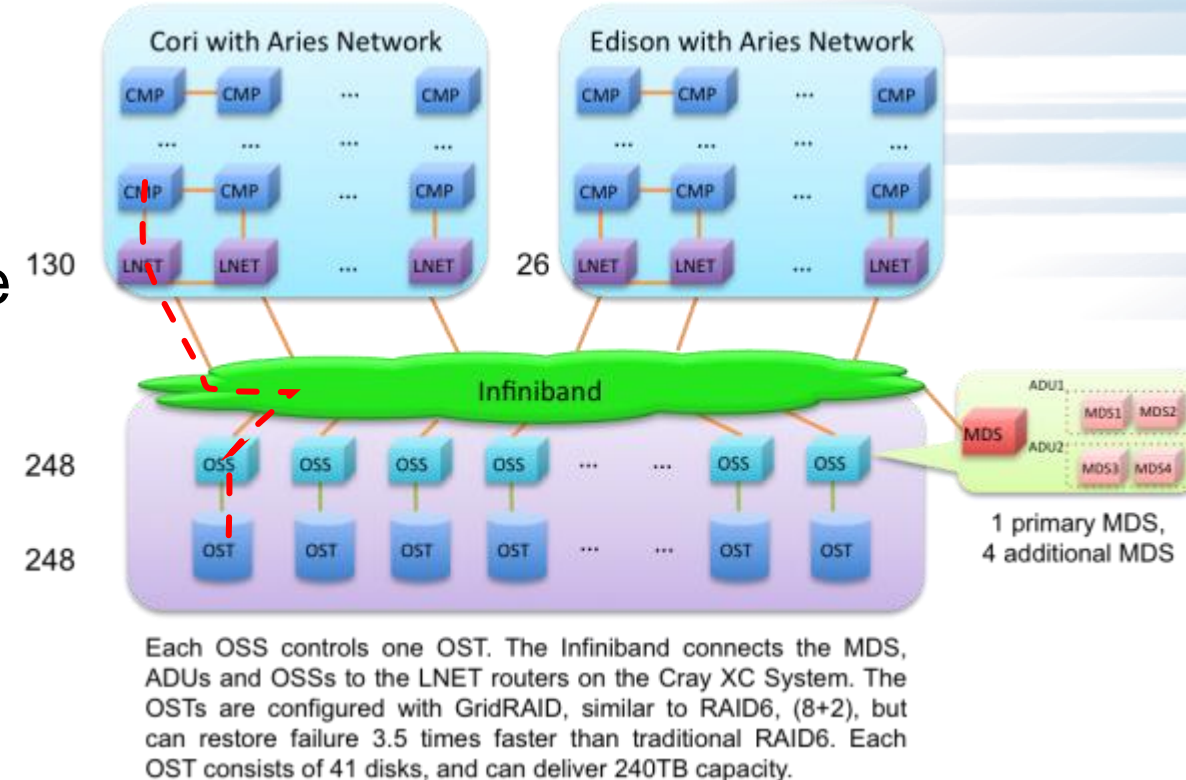 Cori with Aries Network
Edison with Aries Network
CMP CMP ... CMP
CMP CMP ... CMP
... ... ... ...
... ... ... ...
CMP CMP ... CMP
CMP CMP ... CMP
e
130 LNET LNET ... LNET
26 LNET LNET ... LNET
Infiniband
ADU1
MDS1 MDS2
MDS
ADU2
MDS3 MDS4
248 OSS OSS OSS OSS ... ... OSS OSS
1 primary MDS,
4 additional MDS
248 OST OST OST OST ... ... OST OST
Each OSS controls one OST. The Infiniband connects the MDS,
ADUs and OSSs to the LNET routers on the Cray XC System. The
OSTs are configured with GridRAID, similar to RAID6, (8+2), but
can restore failure 3.5 times faster than traditional RAID6. Each
OST consists of 41 disks, and can deliver 240TB capacity.